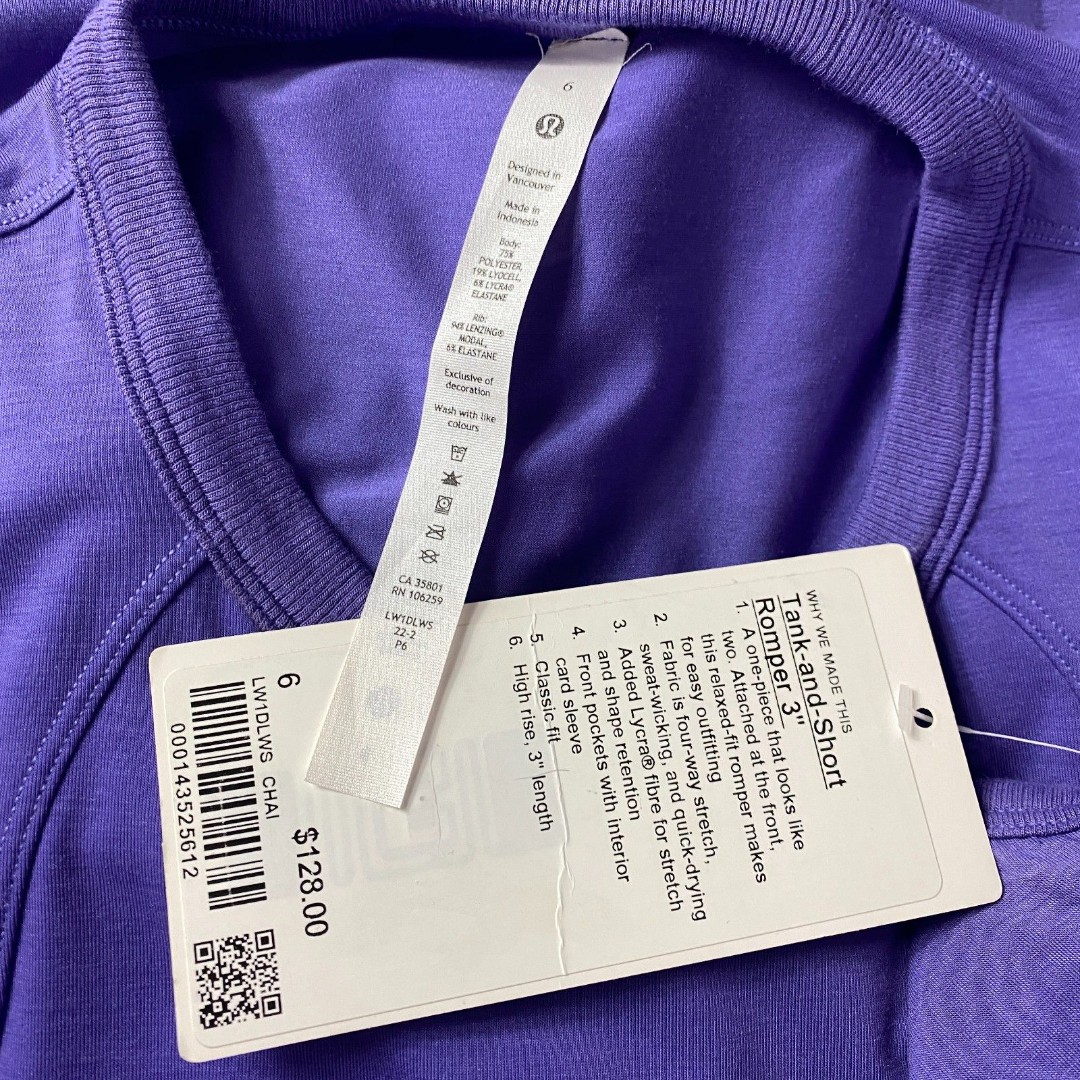 6
Designed in
Vancouver
Made in
Indonesia
Body:
75%
POLYESTER,
19% LYOCELL,
6% LYCRA®
ELASTANE
Rib:
94% LENZING®
MODAL,
6% ELASTANE
Exclusive of
decoration
Wash with like
colours
CA 35801
RN 106259
LW1DLWS
22-2
P6
WHY WE MADE THIS
Tank-and-Short
Romper 3"
1. A one-piece that looks like
two. Attached at the front,
this relaxed-fit romper makes
for easy outfitting
2. Fabric is four-way stretch,
sweat-wicking, and quick-drying
3. Added Lycra® fibre for stretch
and shape retention
4. Front pockets with interior
card sleeve
5. Classic-fit
6. High rise, 3" length
6
LW1DLWS CHAI
000143525612
$128.00